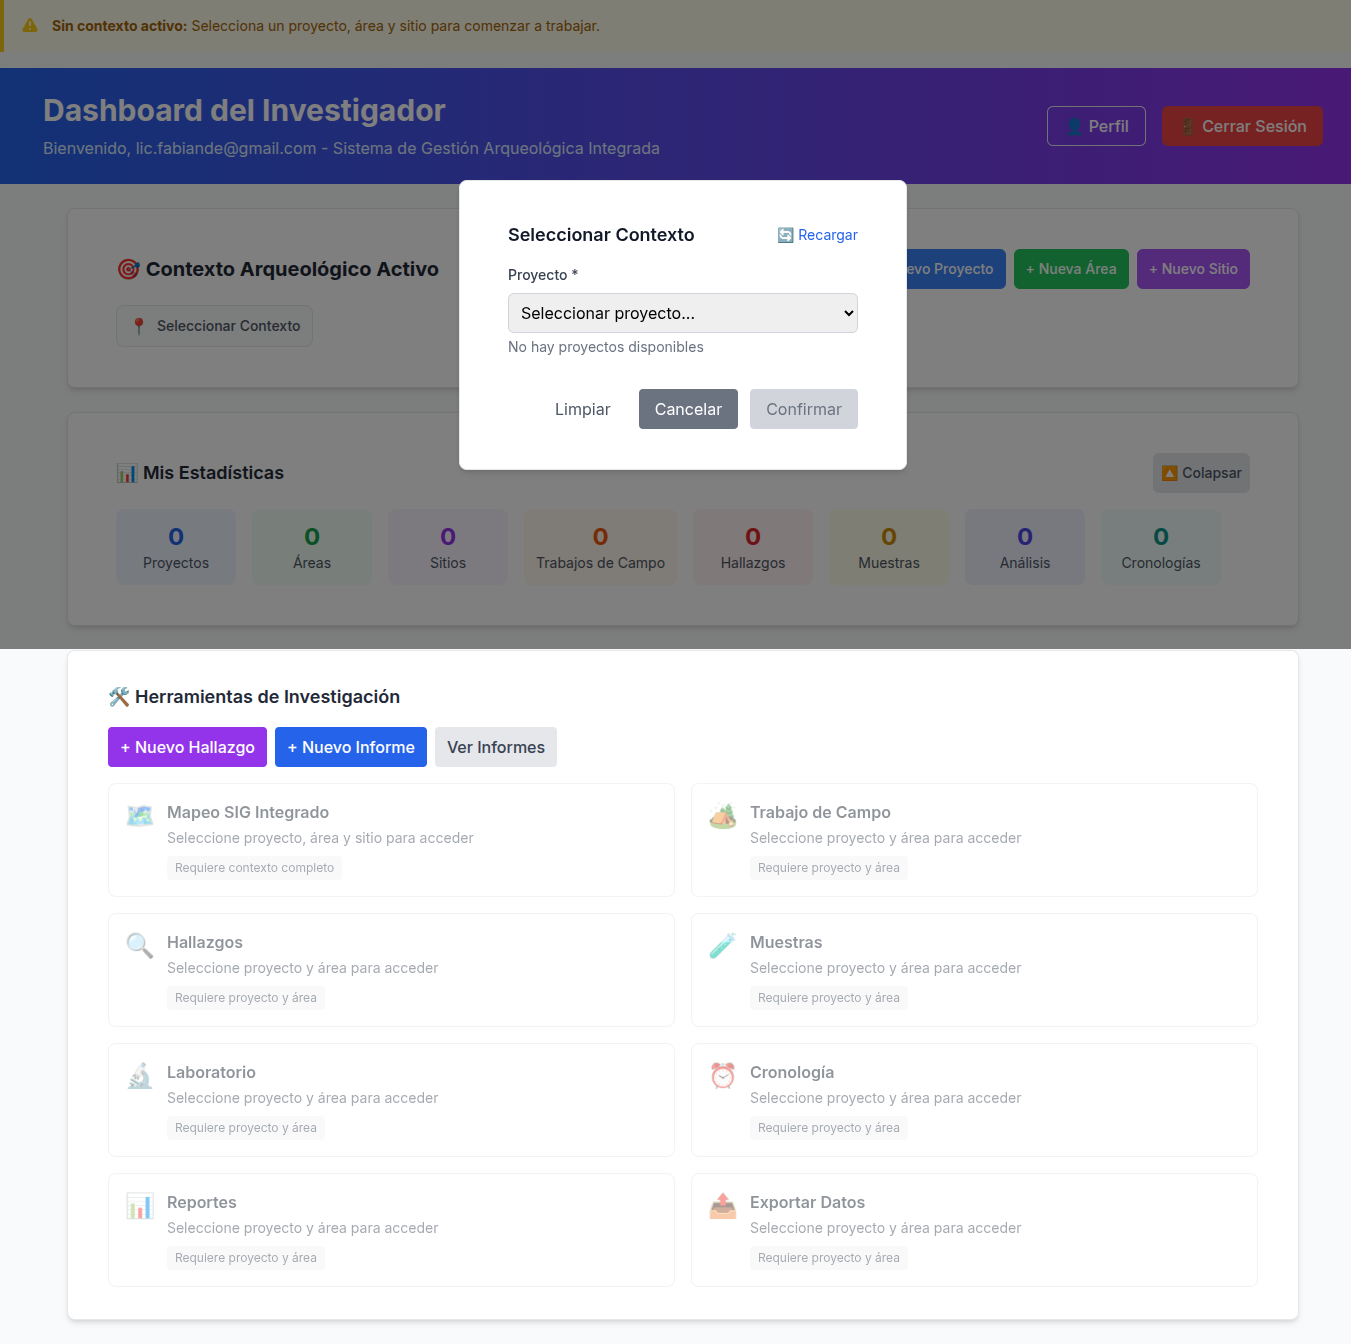 Sin contexto activo: Selecciona un proyecto, área y sitio para comenzar a trabajar.
Dashboard del Investigador
Bienvenido, lic.fabiande@gmail.com - Sistema de Gestión Arqueológica Integrada
Perfil
Cerrar Sesión
Contexto Arqueológico Activo
evo Proyecto
+ Nueva Área
+ Nuevo Sitio
Seleccionar Contexto
Seleccionar Contexto
Recargar
Proyecto *
Seleccionar proyecto...
No hay proyectos disponibles
Limpiar
Cancelar
Confirmar
Mis Estadísticas
Colapsar
0
Proyectos
0
Áreas
0
Sitios
0
Trabajos de Campo
0
Hallazgos
0
Muestras
0
Análisis
0
Cronologías
Herramientas de Investigación
+ Nuevo Hallazgo
+ Nuevo Informe
Ver Informes
Mapeo SIG Integrado
Seleccione proyecto, área y sitio para acceder
Requiere contexto completo
Trabajo de Campo
Seleccione proyecto y área para acceder
Requiere proyecto y área
Hallazgos
Seleccione proyecto y área para acceder
Requiere proyecto y área
Muestras
Seleccione proyecto y área para acceder
Requiere proyecto y área
Laboratorio
Seleccione proyecto y área para acceder
Requiere proyecto y área
Cronología
Seleccione proyecto y área para acceder
Requiere proyecto y área
Reportes
Seleccione proyecto y área para acceder
Requiere proyecto y área
Exportar Datos
Seleccione proyecto y área para acceder
Requiere proyecto y área